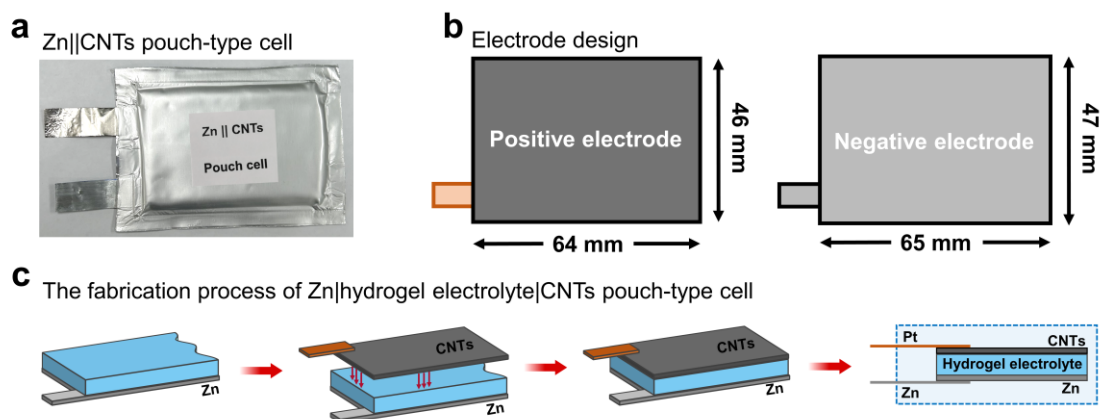 a
Zn||CNTs pouch-type cell
Zn || CNTs
Pouch cell
b
Electrode design
Positive electrode
46 mm
64 mm
Negative electrode
47 mm
65 mm
c
The fabrication process of Zn|hydrogel electrolyte|CNTs pouch-type cell
Zn
CNTs
Zn
CNTs
Zn
Pt
CNTs
Hydrogel electrolyte
Zn
Zn